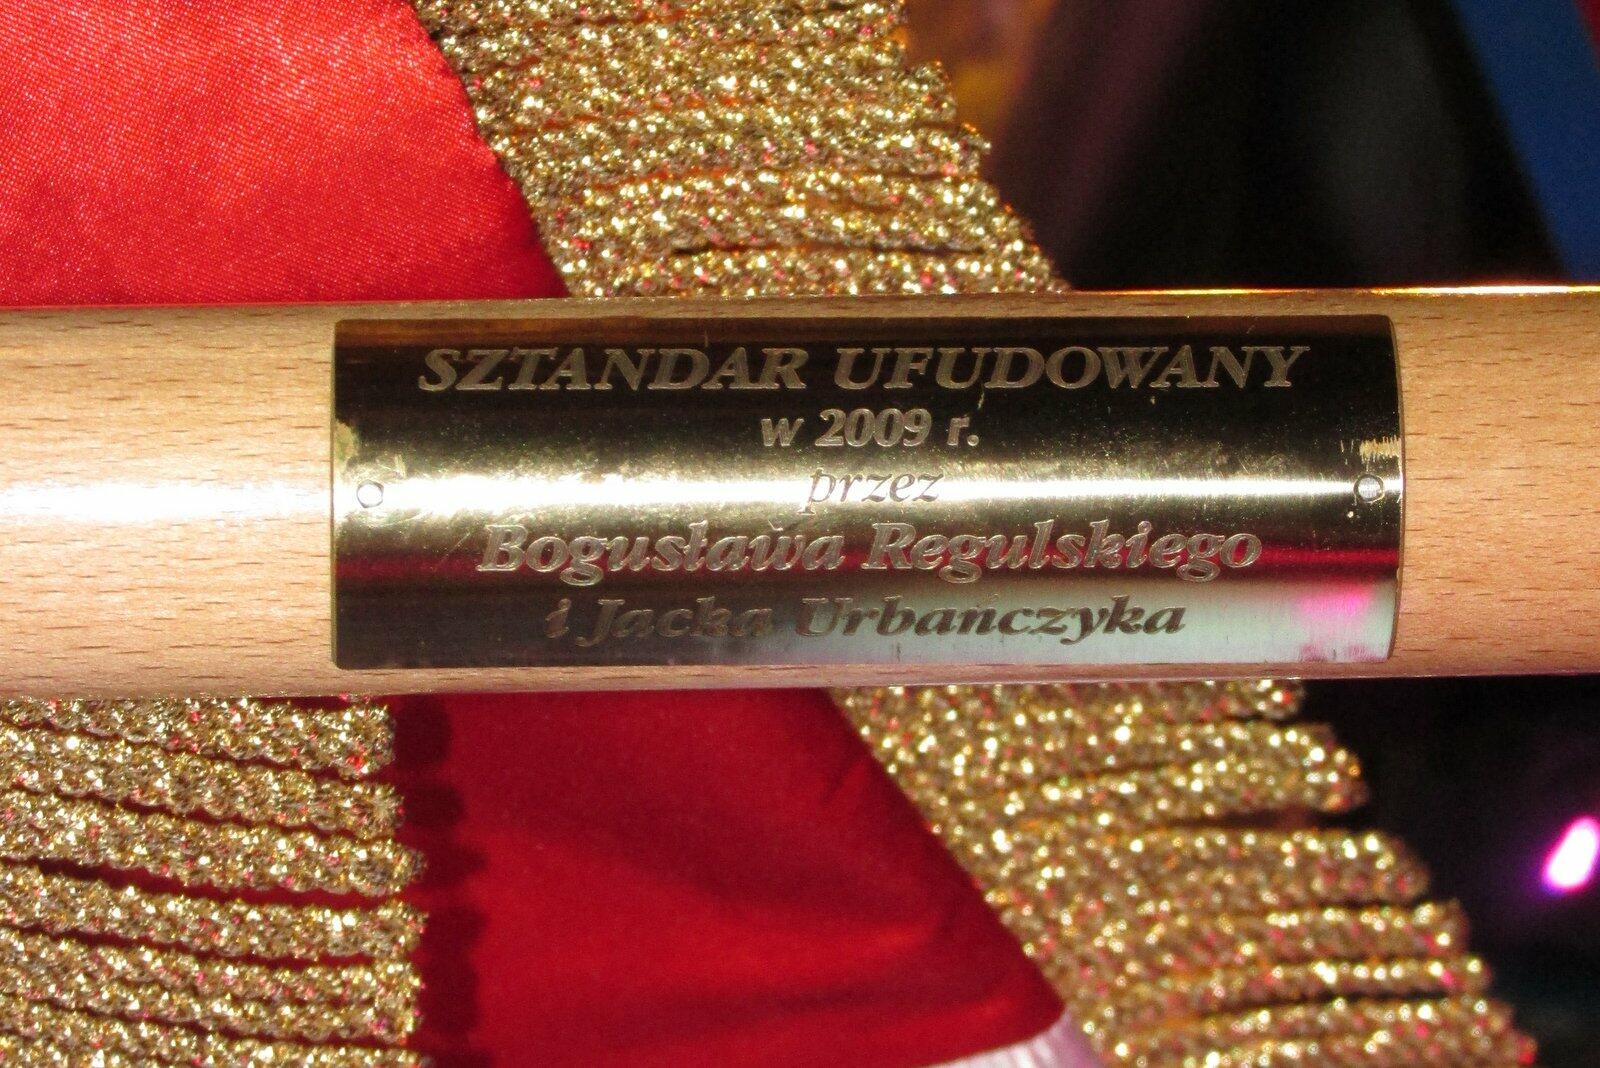 SZTANDAR UFUDOWANY
w 2009 r.
przez
Bogusława Regulskiego
i Jacka Urbańczyka